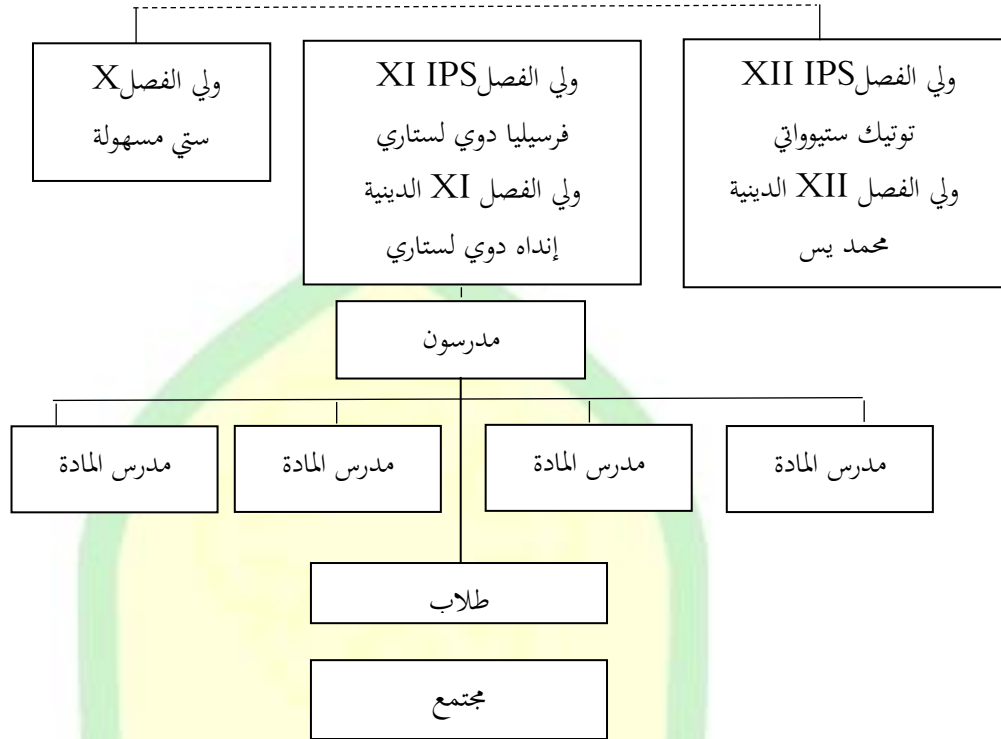 ولي الفصل XII IPS
توتيك ستيوواتي
ولي الفصل XII الدينية
محمد يس
ولي الفصل XI IPS
فرسيليا دوي لستاري
ولي الفصل XI الدينية
إنداه دوي لستاري
ولي الفصل X
ستي مسهولة
مدرسون
مدرس المادة
مدرس المادة
مدرس المادة
مدرس المادة
طلاب
مجتمع